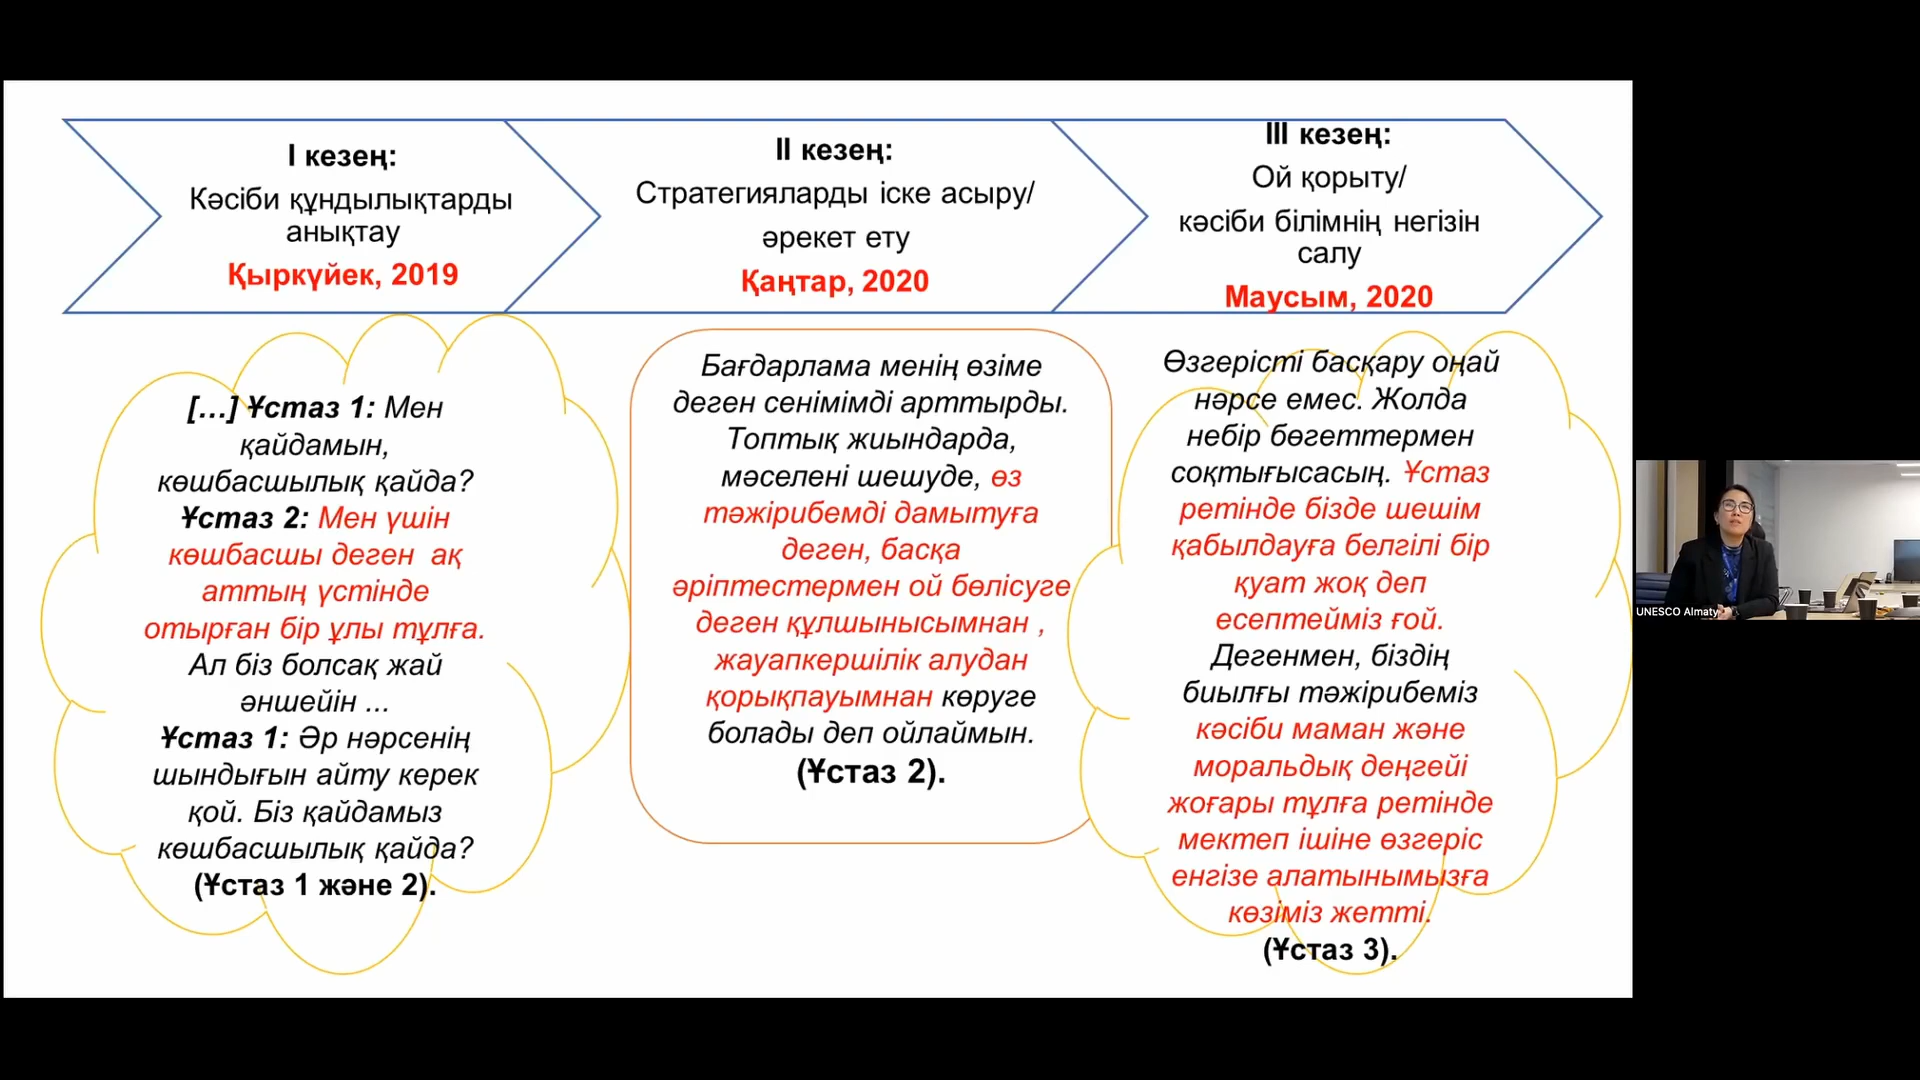 I кезең:
Кәсіби құндылықтарды
анықтау
Қыркүйек, 2019
II кезең:
Стратегияларды іске асыру/
әрекет ету
Қаңтар, 2020
III кезең:
Ой қорыту/
кәсіби білімнің негізін
салу
Маусым, 2020
[…] Ұстаз 1: Мен
қайдамын,
көшбасшылық қайда?
Ұстаз 2: Мен үшін
көшбасшы деген ақ
аттың үстінде
отырған бір ұлы тұлға.
Ал біз болсақ жай
әншейін ...
Ұстаз 1: Әр нәрсенің
шындығын айту керек
қой. Біз қайдамыз
көшбасшылық қайда?
(Ұстаз 1 және 2).
Бағдарлама менің өзіме
деген сенімімді арттырды.
Топтық жиындарда,
мәселені шешуде, өз
тәжірибемді дамытуға
деген, басқа
әріптестермен ой бөлісуге
деген құлшынысымнан ,
жауапкершілік алудан
қорықпауымнан көруге
болады деп ойлаймын.
(Ұстаз 2).
Өзгерісті басқару оңай
нәрсе емес. Жолда
небір бөгеттермен
соқтығысасың. Ұстаз
ретінде бізде шешім
қабылдауға белгілі бір
қуат жоқ деп
есептейміз ғой.
Дегенмен, біздің
биылғы тәжірибеміз
кәсіби маман және
моральдық деңгейі
жоғары тұлға ретінде
мектеп ішіне өзгеріс
енгізе алатынымызға
көзіміз жетті.
(Ұстаз 3).
UNESCO Almaty